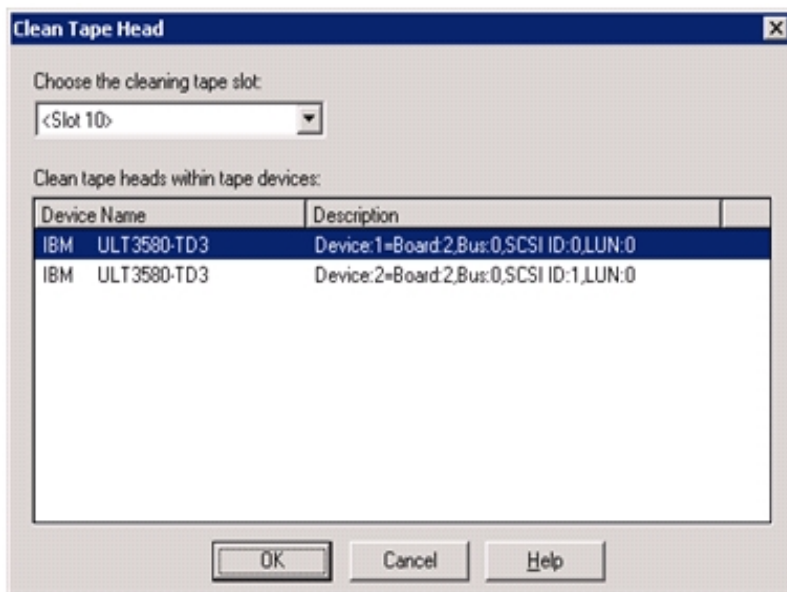 Clean Tape Head
Choose the cleaning tape slot:
<Slot 10>
Clean tape heads within tape devices:
Device Name Description
IBM ULT3580-TD3 Device:1=Board:2,Bus:0,SCSI ID:0,LUN:0
IBM ULT3580-TD3 Device:2=Board:2,Bus:0,SCSI ID:1,LUN:0
OK Cancel Help